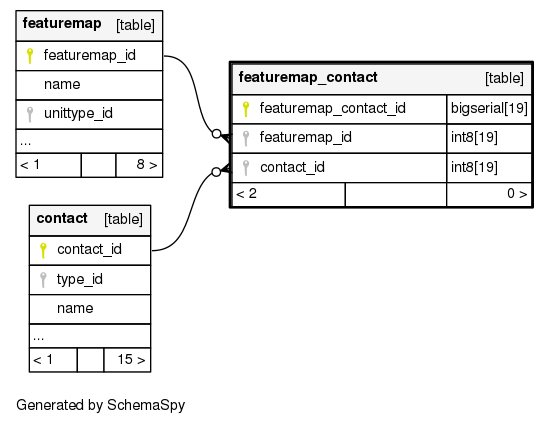 featuremap [table]
featuremap_id
name
unittype_id
...
< 1 8 >
featuremap_contact [table]
featuremap_contact_id bigserial[19]
featuremap_id int8[19]
contact_id int8[19]
< 2 0 >
contact [table]
contact_id
type_id
name
...
< 1 15 >
Generated by SchemaSpy